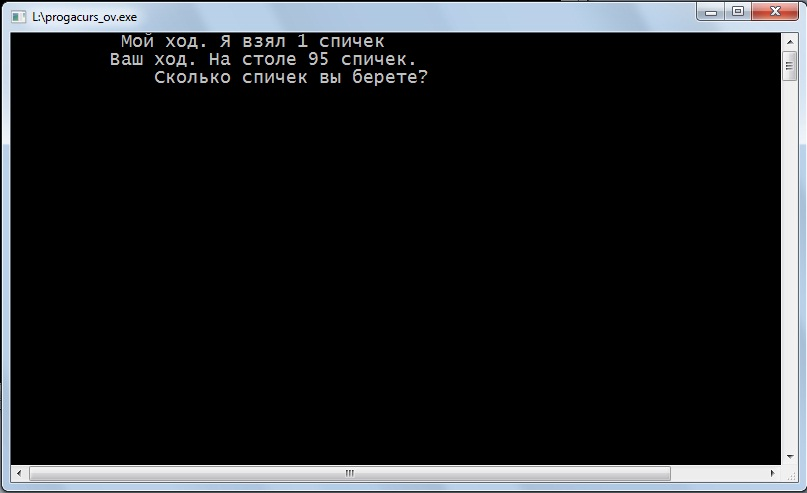 L:\progacurs_ov.exe
Мой ход. Я взял 1 спичек
Ваш ход. На столе 95 спичек.
Сколько спичек вы берете?